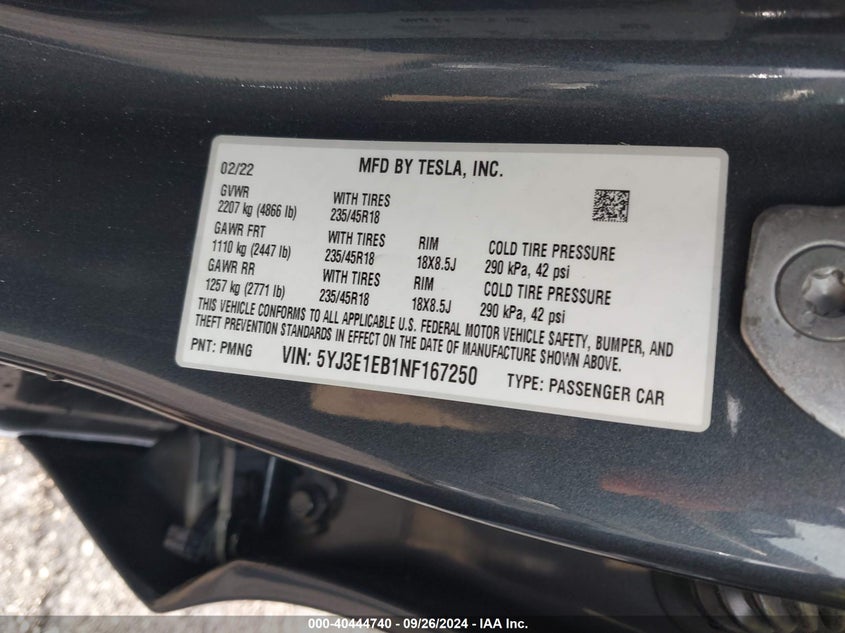 MFD BY TESLA, INC.
02/22
GVWR
2207 kg (4866 lb)
WITH TIRES
235/45R18
GAWR FRT
1110 kg (2447 lb)
WITH TIRES
235/45R18
RIM
18X8.5J
COLD TIRE PRESSURE
290 kPa, 42 psi
GAWR RR
1257 kg (2771 lb)
WITH TIRES
235/45R18
RIM
18X8.5J
COLD TIRE PRESSURE
290 kPa, 42 psi
THIS VEHICLE CONFORMS TO ALL APPLICABLE U.S. FEDERAL MOTOR VEHICLE SAFETY, BUMPER, AND
THEFT PREVENTION STANDARDS IN EFFECT ON THE DATE OF MANUFACTURE SHOWN ABOVE.
PNT: PMNG
VIN: 5YJ3E1EB1NF167250
TYPE: PASSENGER CAR
000-40444740 - 09/26/2024 - IAA Inc.